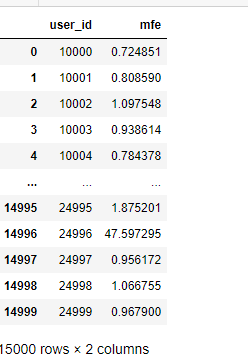 user_id mfe
0 10000 0.724851
1 10001 0.808590
2 10002 1.097548
3 10003 0.938614
4 10004 0.784378
... ... ...
14995 24995 1.875201
14996 24996 47.597295
14997 24997 0.956172
14998 24998 1.066755
14999 24999 0.967900
15000 rows × 2 columns